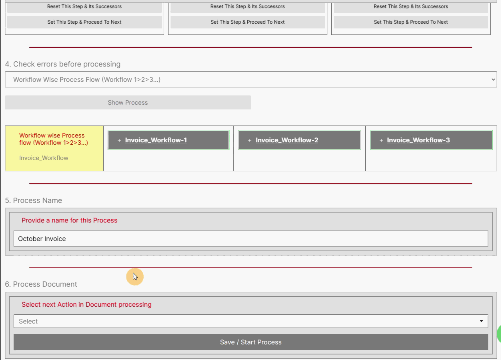 Reset This Step & Its Successors
Reset This Step & Its Successors
Reset This Step & Its Successors
Set This Step & Proceed To Next
Set This Step & Proceed To Next
Set This Step & Proceed To Next
4. Check errors before processing
Workflow Wise Process Flow (Workflow 1>2>3...)
Show Process
Workflow wise Process
flow (Workflow 1>2>3...)
Invoice_Workflow
+ Invoice_Workflow-1
+ Invoice_Workflow-2
+ Invoice_Workflow-3
5. Process Name
Provide a name for this Process
October Invoice
6. Process Document
Select next Action in Document processing
Select
Save / Start Process